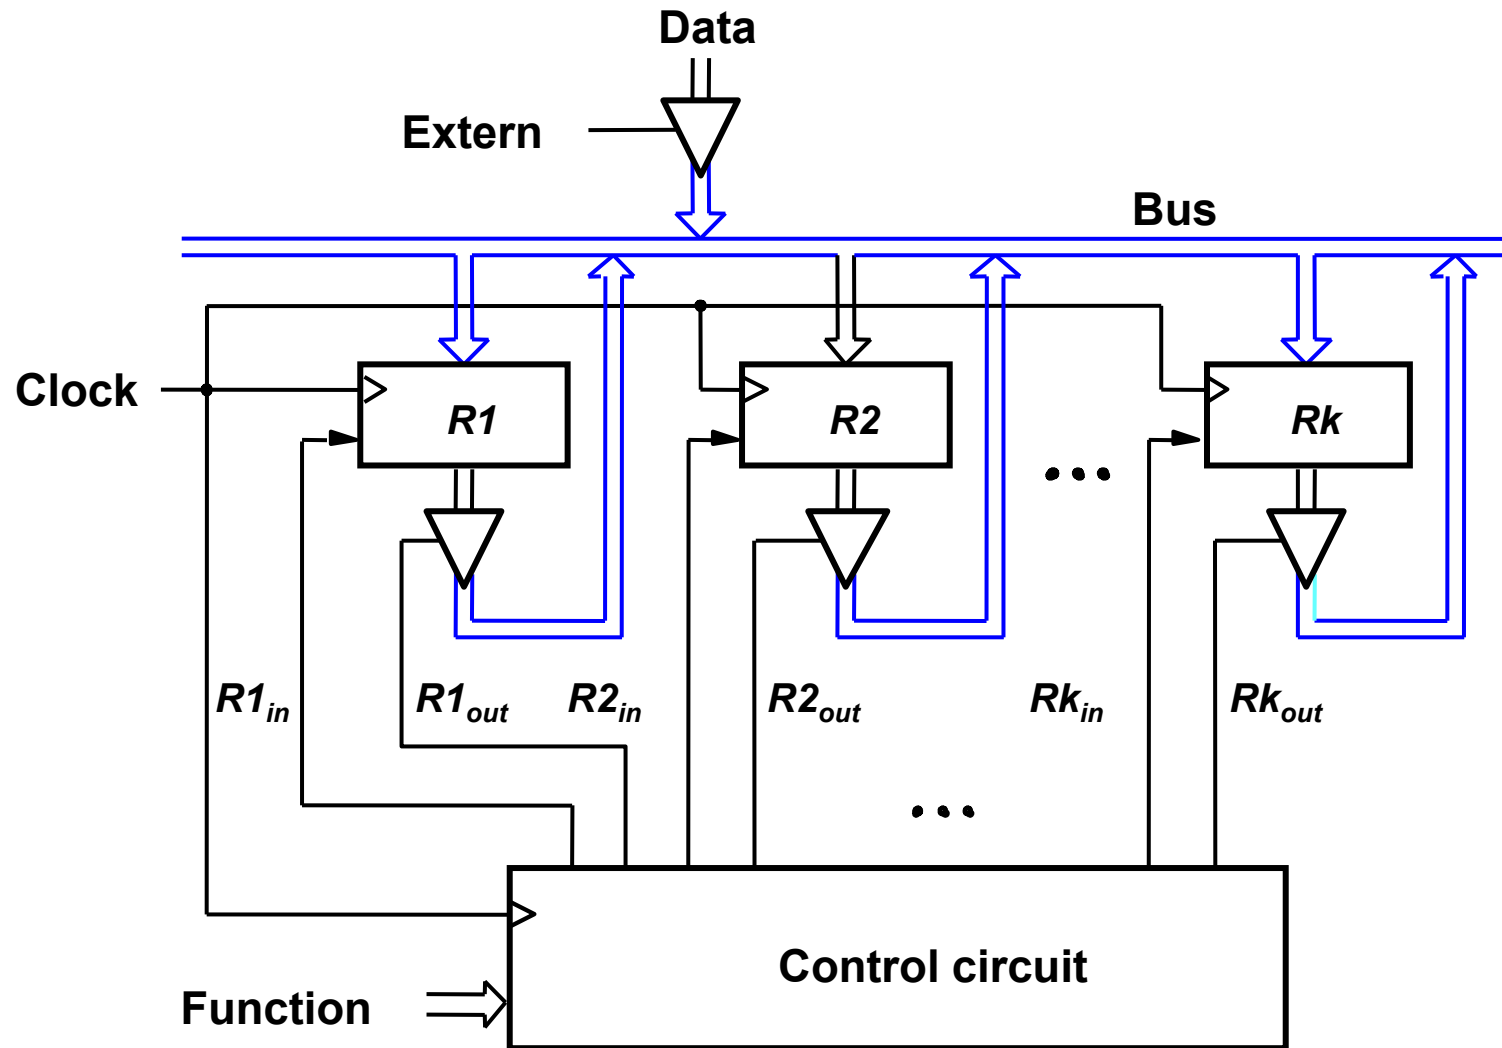 Data
Extern
Bus
Clock
R1
R2
Rk
R1in
R1out
R2in
R2out
Rkin
Rkout
Control circuit
Function